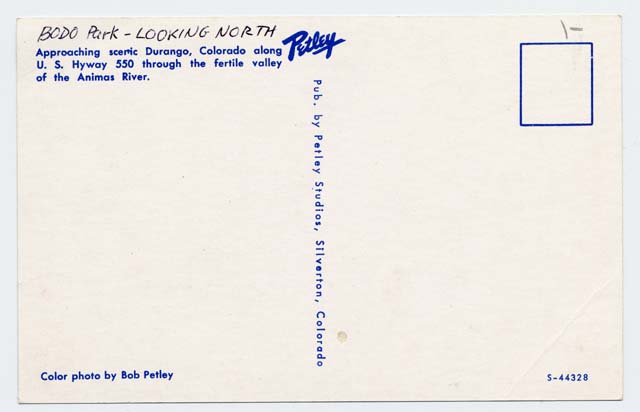 BODO Park - LOOKING NORTH
Approaching scenic Durango, Colorado along
U. S. Hyway 550 through the fertile valley
of the Animas River.
Petley
1-
Pub. by Petley Studios, Silverton, Colorado
Color photo by Bob Petley
S-44328